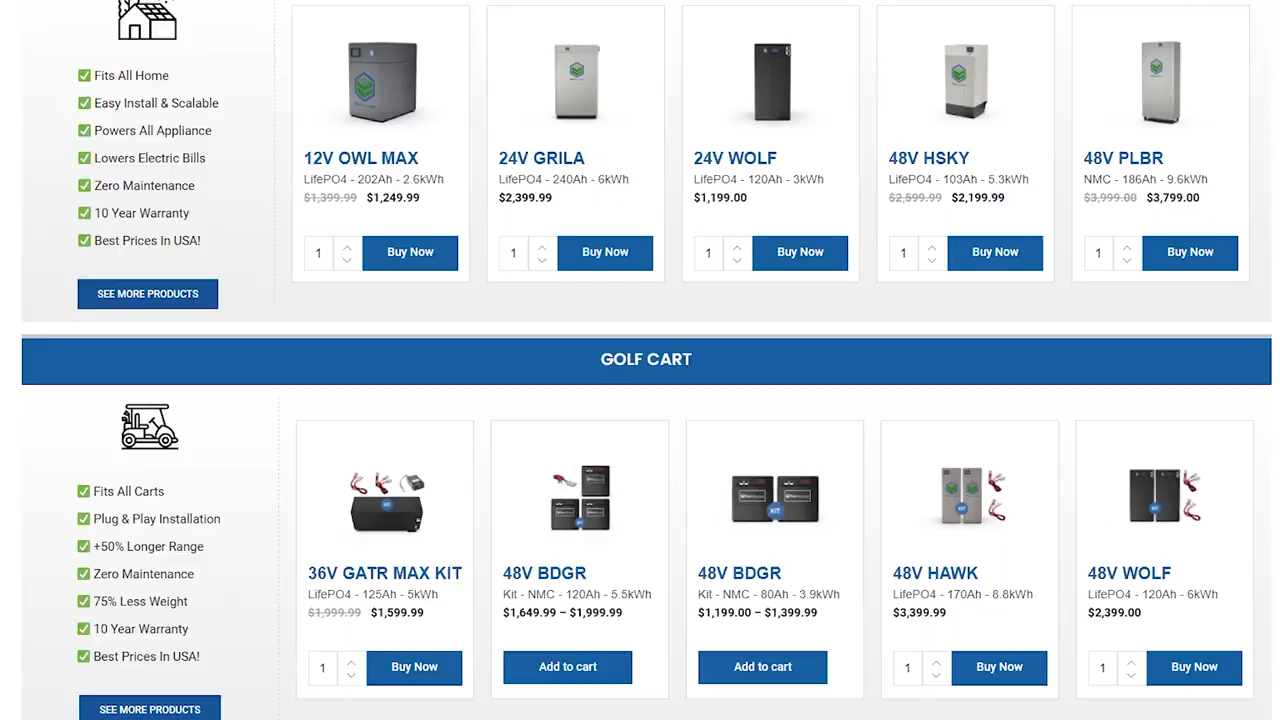 ✅ Fits All Home
✅ Easy Install & Scalable
✅ Powers All Appliance
✅ Lowers Electric Bills
✅ Zero Maintenance
✅ 10 Year Warranty
✅ Best Prices In USA!
SEE MORE PRODUCTS
12V OWL MAX
LifePO4 - 202Ah - 2.6kWh
$1,399.99 $1,249.99
1 Buy Now
24V GRILA
LifePO4 - 240Ah - 6kWh
$2,399.99
1 Buy Now
24V WOLF
LifePO4 - 120Ah - 3kWh
$1,199.00
1 Buy Now
48V HSKY
LifePO4 - 103Ah - 5.3kWh
$2,599.99 $2,199.99
1 Buy Now
48V PLBR
NMC - 186Ah - 9.6kWh
$3,999.00 $3,799.00
1 Buy Now
GOLF CART
✅ Fits All Carts
✅ Plug & Play Installation
✅ +50% Longer Range
✅ Zero Maintenance
✅ 75% Less Weight
✅ 10 Year Warranty
✅ Best Prices In USA!
SEE MORE PRODUCTS
KIT
36V GATR MAX KIT
LifePO4 - 125Ah - 5kWh
$1,999.99 $1,599.99
1 Buy Now
KIT
48V BDGR
Kit - NMC - 120Ah - 5.5kWh
$1,649.99 – $1,999.99
Add to cart
KIT
48V BDGR
Kit - NMC - 80Ah - 3.9kWh
$1,199.00 – $1,399.99
Add to cart
KIT
48V HAWK
LifePO4 - 170Ah - 8.8kWh
$3,399.99
1 Buy Now
KIT
48V WOLF
LifePO4 - 120Ah - 6kWh
$2,399.00
1 Buy Now